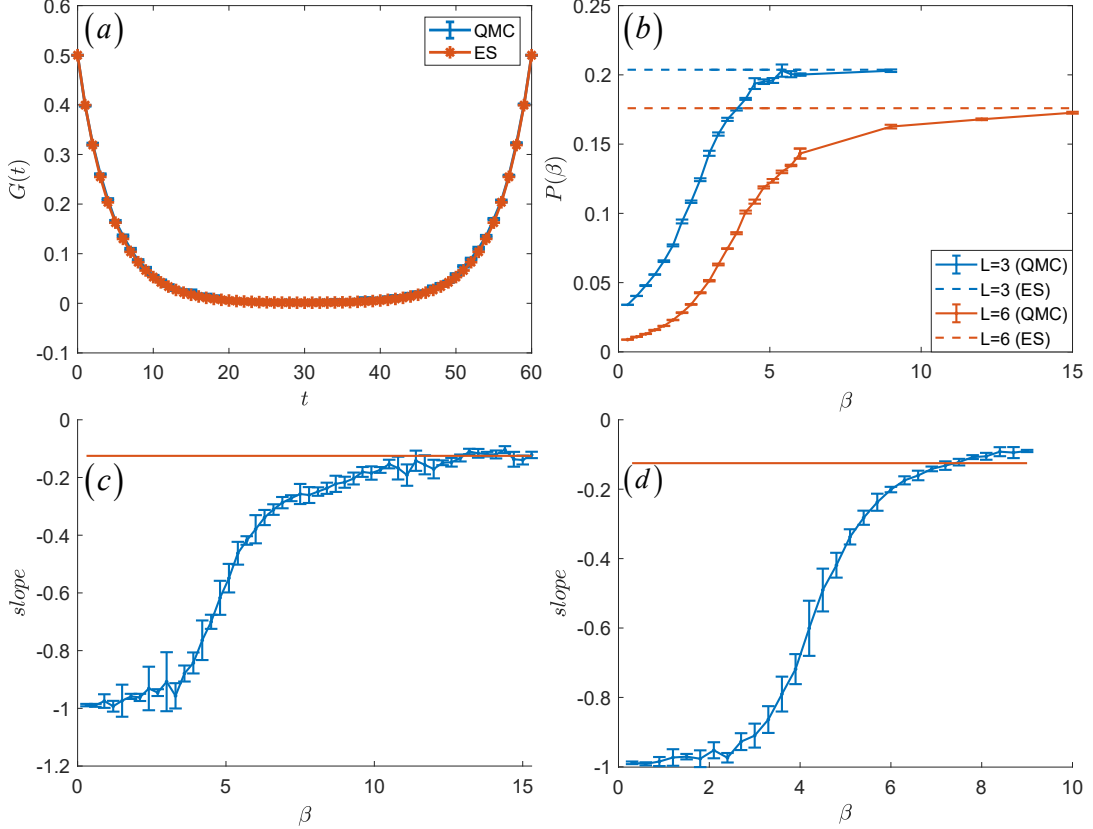 (a)
QMC
ES
0.5
0.4
0.3
0.2
0.1
0
-0.1
G(t)
0 10 20 30 40 50 60
t
(b)
0.25
0.20
0.15
0.1
0.05
0
P(β)
L=3 (QMC)
L=3 (ES)
L=6 (QMC)
L=6 (ES)
0 5 10 15
β
(c)
0
-0.2
-0.4
-0.6
-0.8
-1
-1.2
slope
0 5 10 15
β
(d)
0
-0.2
-0.4
-0.6
-0.8
-1
slope
0 2 4 6 8 10
β